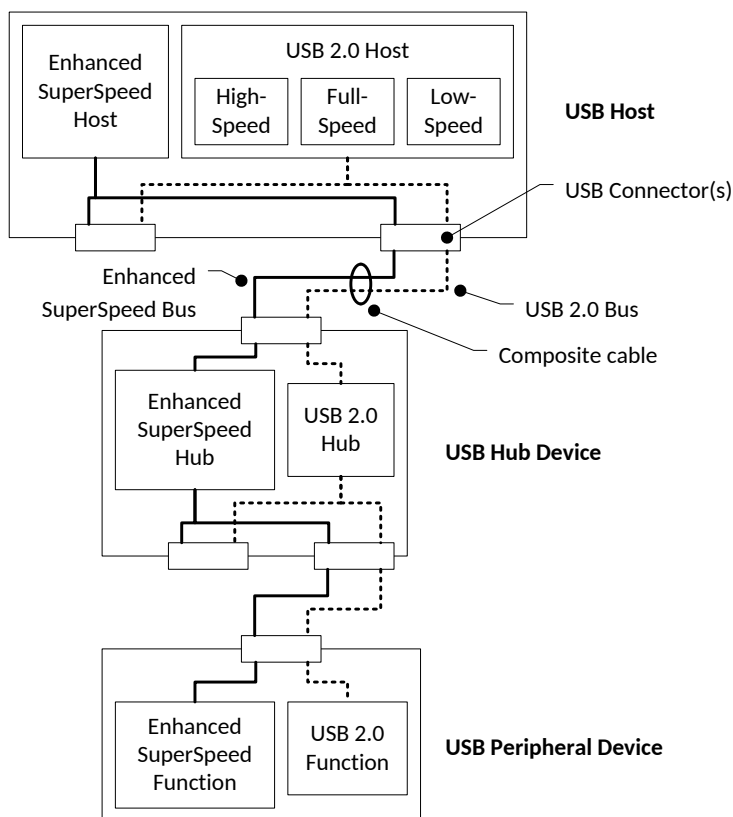 Enhanced
SuperSpeed
Host
USB 2.0 Host
High-
Speed
Full-
Speed
Low-
Speed
USB Host
USB Connector(s)
Enhanced
SuperSpeed Bus
USB 2.0 Bus
Composite cable
Enhanced
SuperSpeed
Hub
USB 2.0
Hub
USB Hub Device
Enhanced
SuperSpeed
Function
USB 2.0
Function
USB Peripheral Device